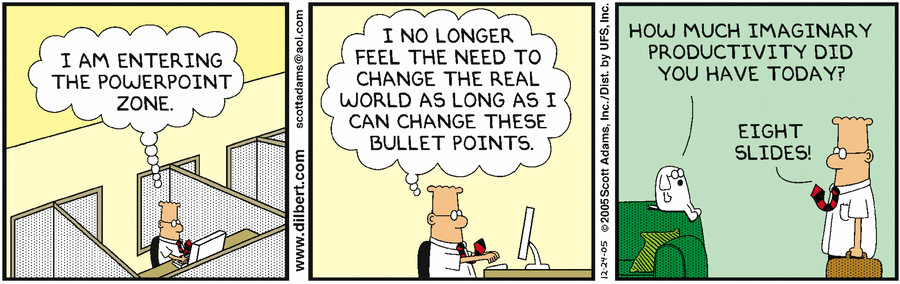 I AM ENTERING
THE POWERPOINT
ZONE.
scottadams@aol.com
www.dilbert.com
I NO LONGER
FEEL THE NEED TO
CHANGE THE REAL
WORLD AS LONG AS I
CAN CHANGE THESE
BULLET POINTS.
12-24-05 ©2005 Scott Adams, Inc./Dist. by UFS, Inc.
HOW MUCH IMAGINARY
PRODUCTIVITY DID
YOU HAVE TODAY?
EIGHT
SLIDES!